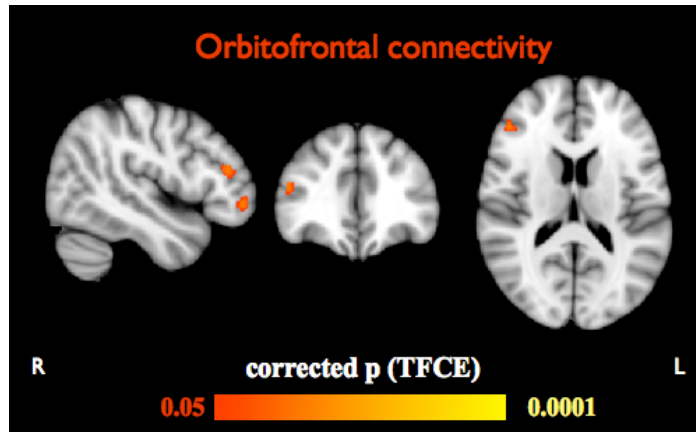 Orbitofrontal connectivity
R
L
corrected p (TFCE)
0.05
0.0001